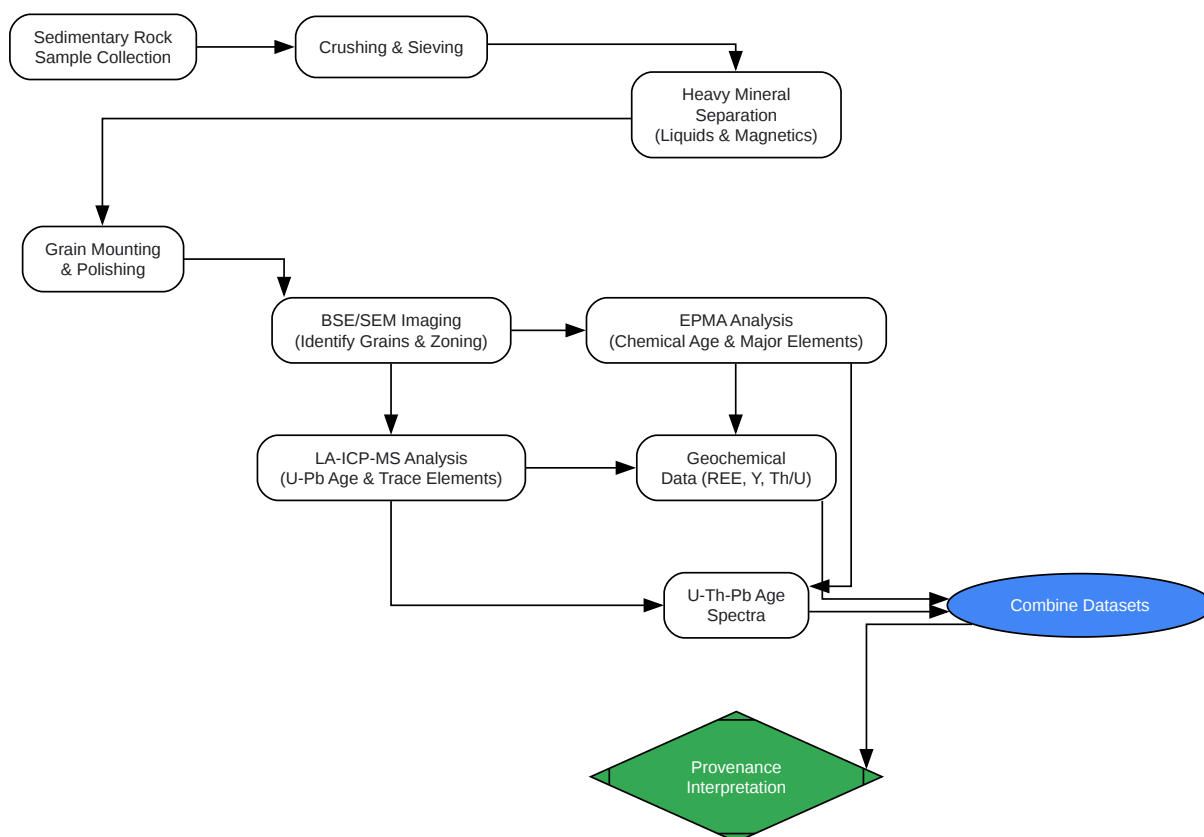 Sedimentary Rock
Sample Collection
Crushing & Sieving
Heavy Mineral
Separation
(Liquids & Magnetics)
Grain Mounting
& Polishing
BSE/SEM Imaging
(Identify Grains & Zoning)
EPMA Analysis
(Chemical Age & Major Elements)
LA-ICP-MS Analysis
(U-Pb Age & Trace Elements)
Geochemical
Data (REE, Y, Th/U)
U-Th-Pb Age
Spectra
Combine Datasets
Provenance
Interpretation